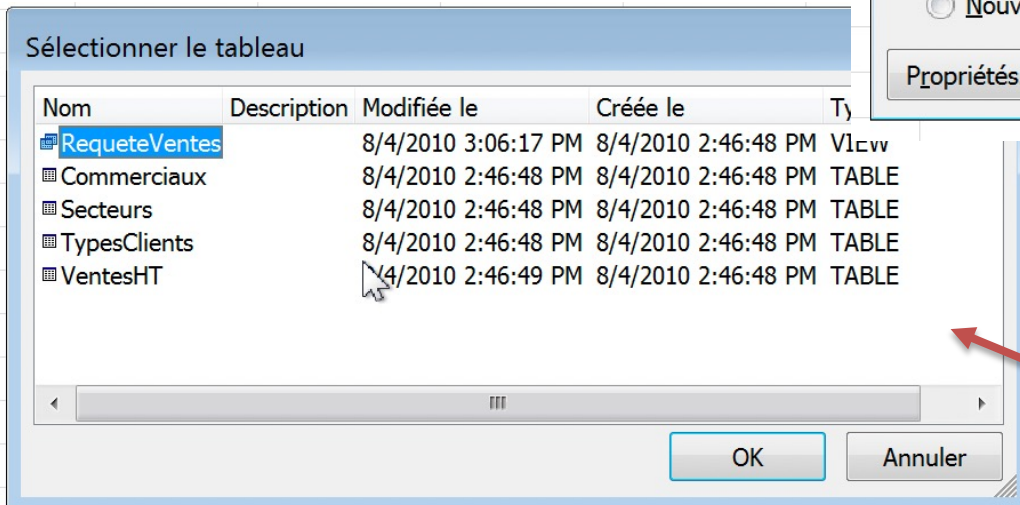 Sélectionner le tableau
Nom Description Modifiée le Créée le
RequeteVentes 8/4/2010 3:06:17 PM 8/4/2010 2:46:48 PM VIEW
Commerciaux 8/4/2010 2:46:48 PM 8/4/2010 2:46:48 PM TABLE
Secteurs 8/4/2010 2:46:48 PM 8/4/2010 2:46:48 PM TABLE
TypesClients 8/4/2010 2:46:48 PM 8/4/2010 2:46:48 PM TABLE
VentesHT /4/2010 2:46:49 PM 8/4/2010 2:46:48 PM TABLE
OK Annuler
Propriétés